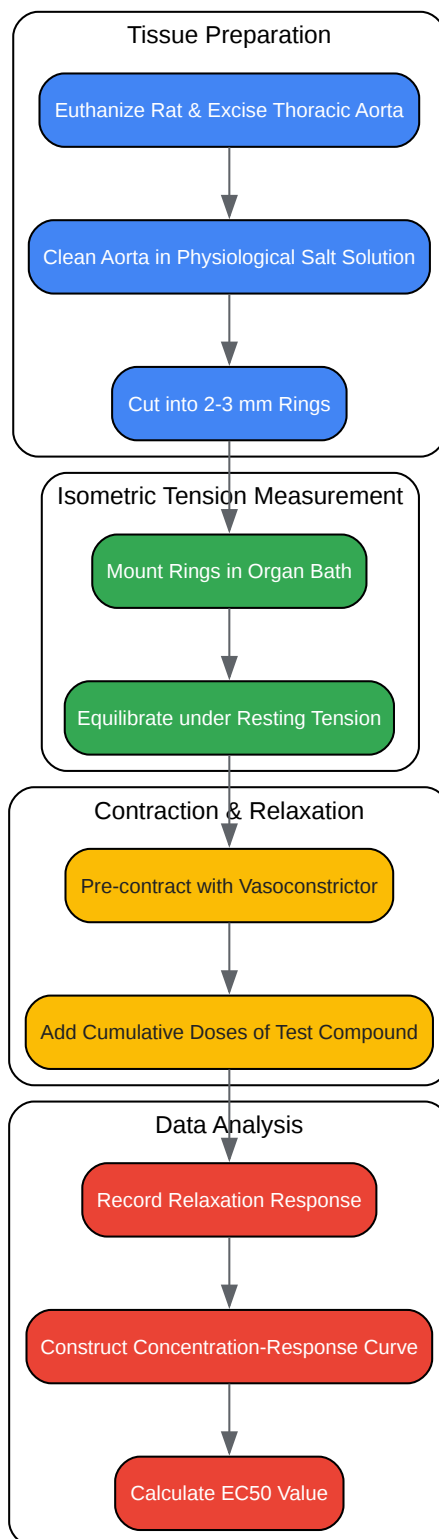 Tissue Preparation
Euthanize Rat & Excise Thoracic Aorta
Clean Aorta in Physiological Salt Solution
Cut into 2-3 mm Rings
Isometric Tension Measurement
Mount Rings in Organ Bath
Equilibrate under Resting Tension
Contraction & Relaxation
Pre-contract with Vasoconstrictor
Add Cumulative Doses of Test Compound
Data Analysis
Record Relaxation Response
Construct Concentration-Response Curve
Calculate EC50 Value